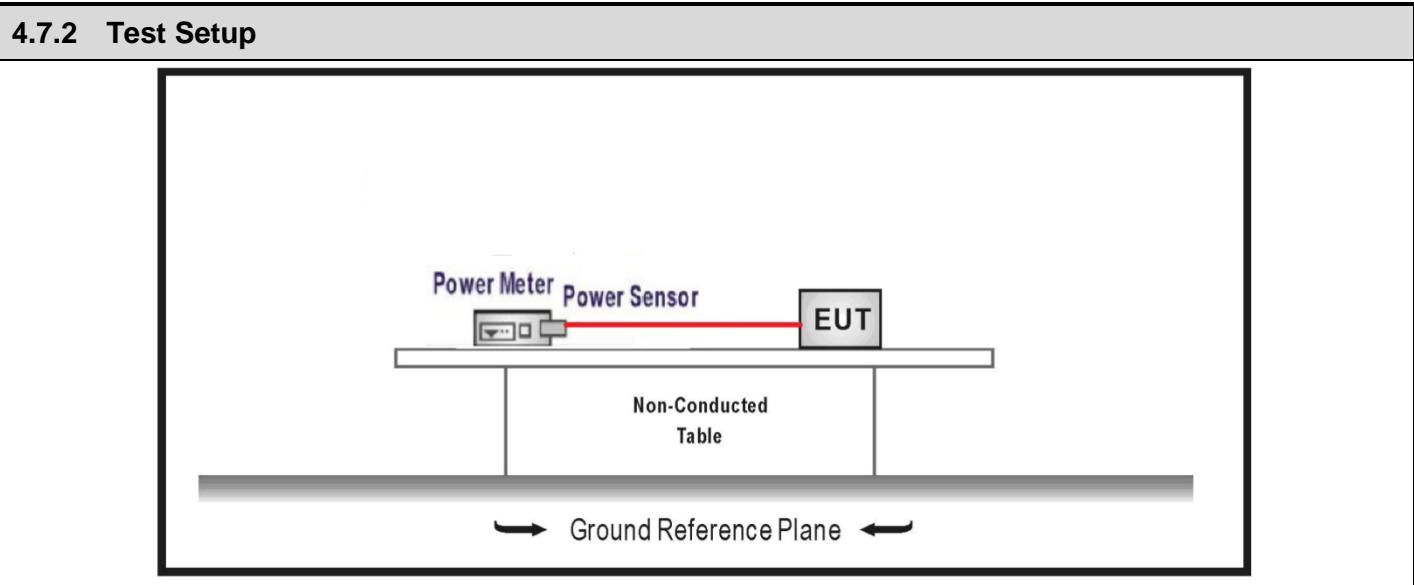 4.7.2 Test Setup
Power Meter
Power Sensor
EUT
Non-Conducted
Table
Ground Reference Plane